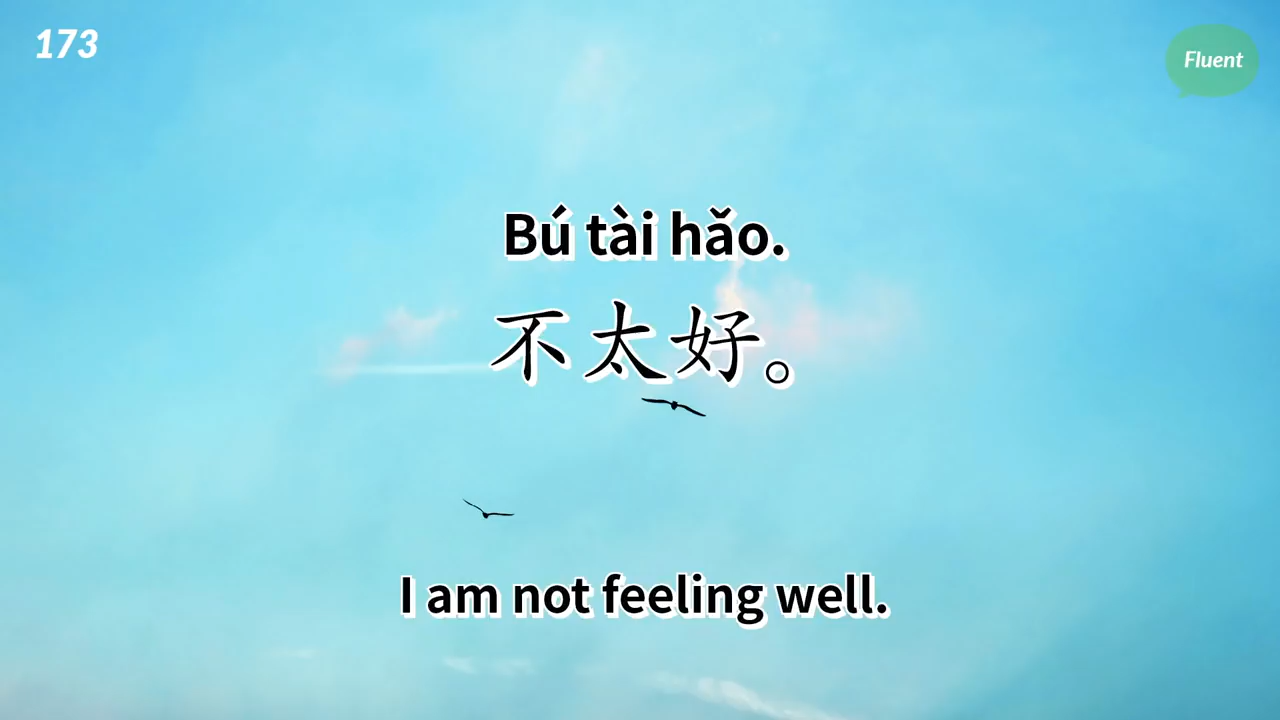 173
Fluent
Bú tài hǎo.
不太好。
I am not feeling well.